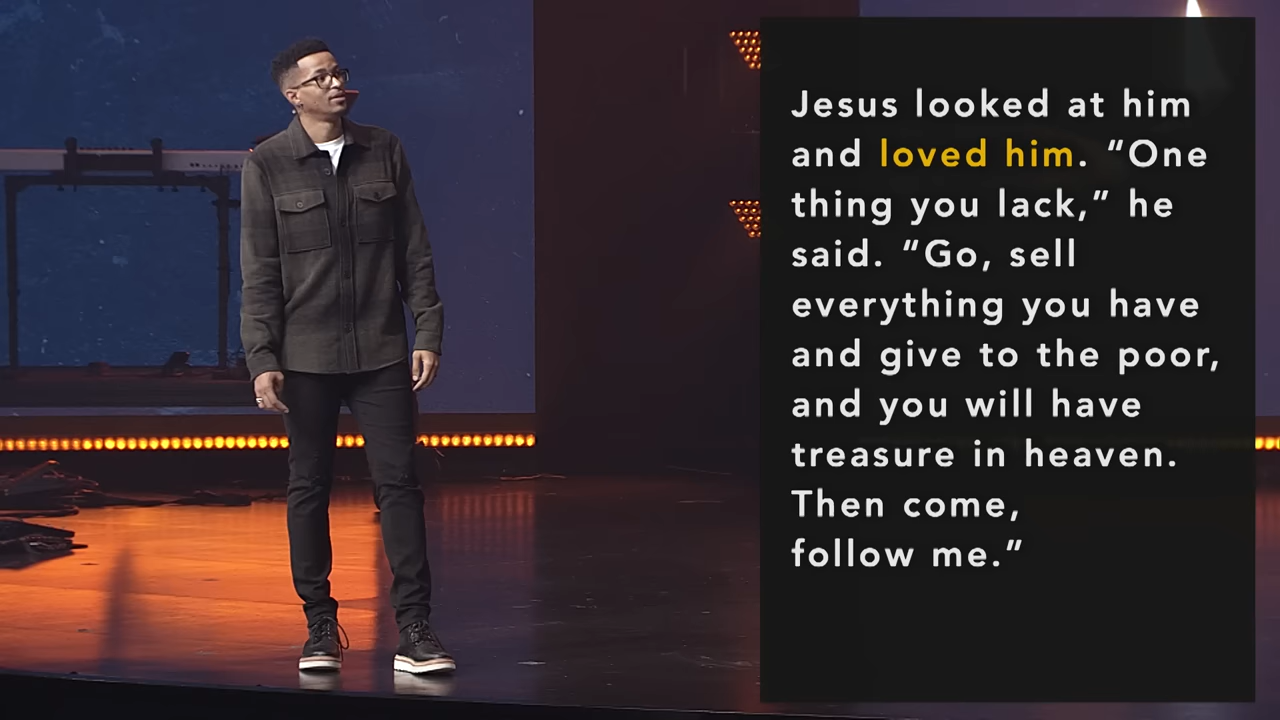 Jesus looked at him
and loved him. “One
thing you lack,” he
said. “Go, sell
everything you have
and give to the poor,
and you will have
treasure in heaven.
Then come,
follow me.”